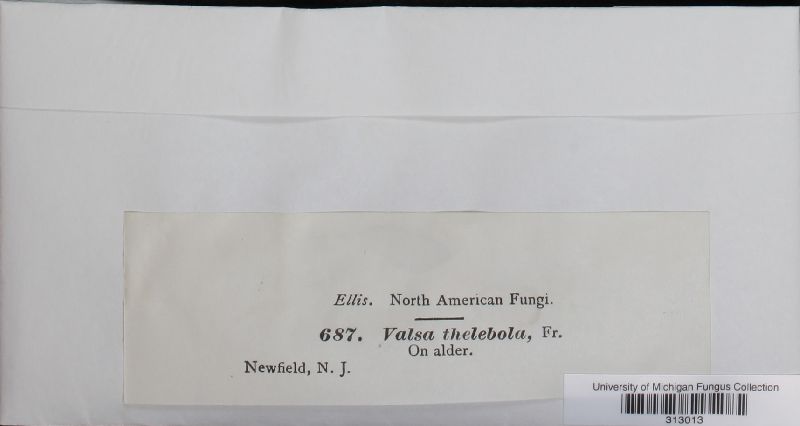 Ellis. North American Fungi.
687. Valsa thelebola, Fr.
On alder.
Newfield, N. J.
University of Michigan Fungus Collection
313013